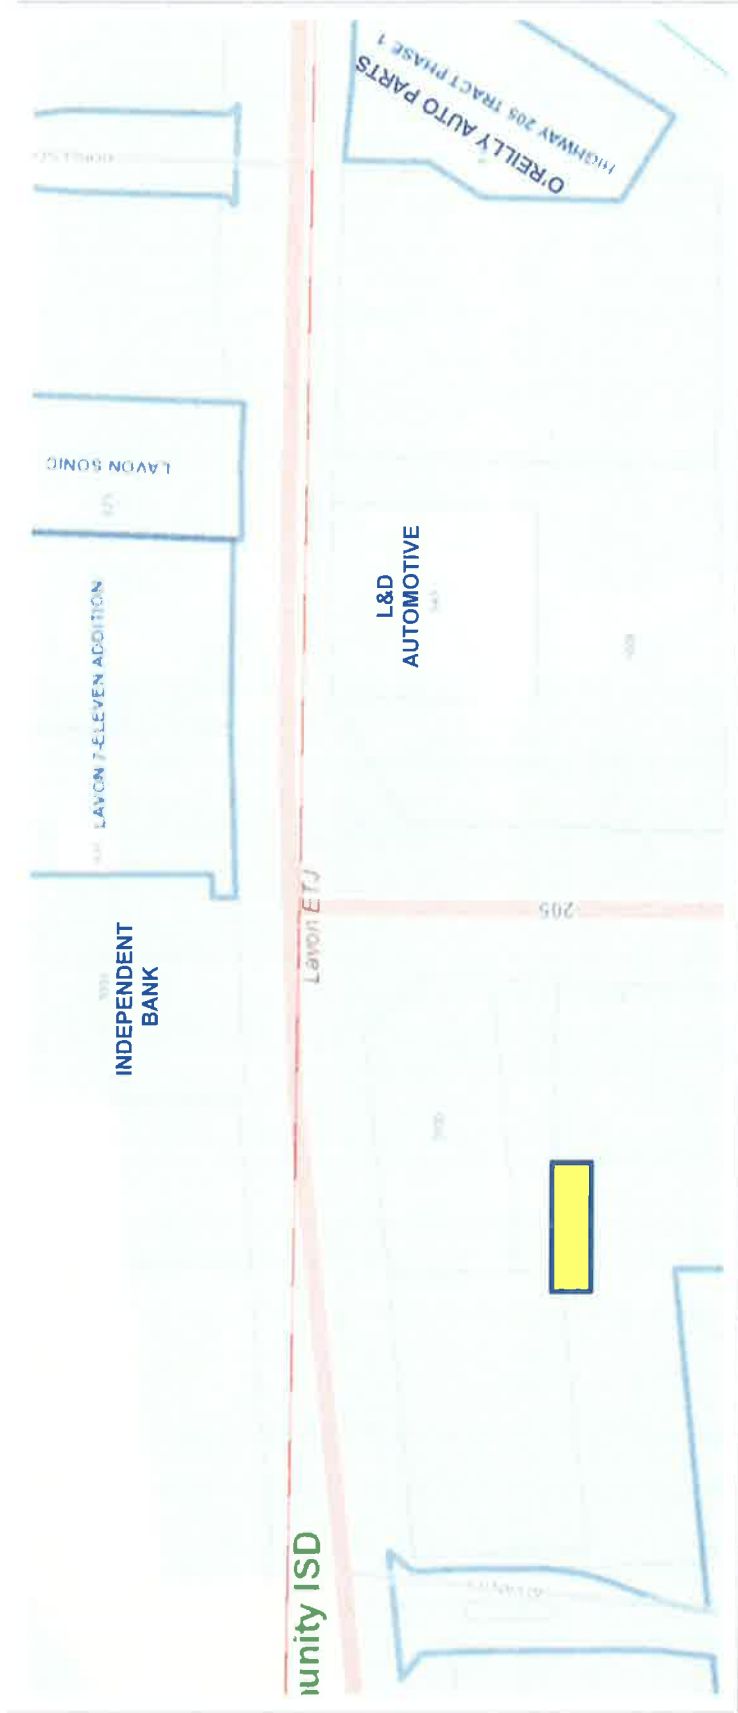 HIGHWAY 205 TRACT PHASE 1
O'REILLY AUTO PARTS
LAVON SONIC
LAVON 7-ELEVEN ADDITION
L&D
AUTOMOTIVE
INDEPENDENT
BANK
Lavon ETJ
205
unity ISD